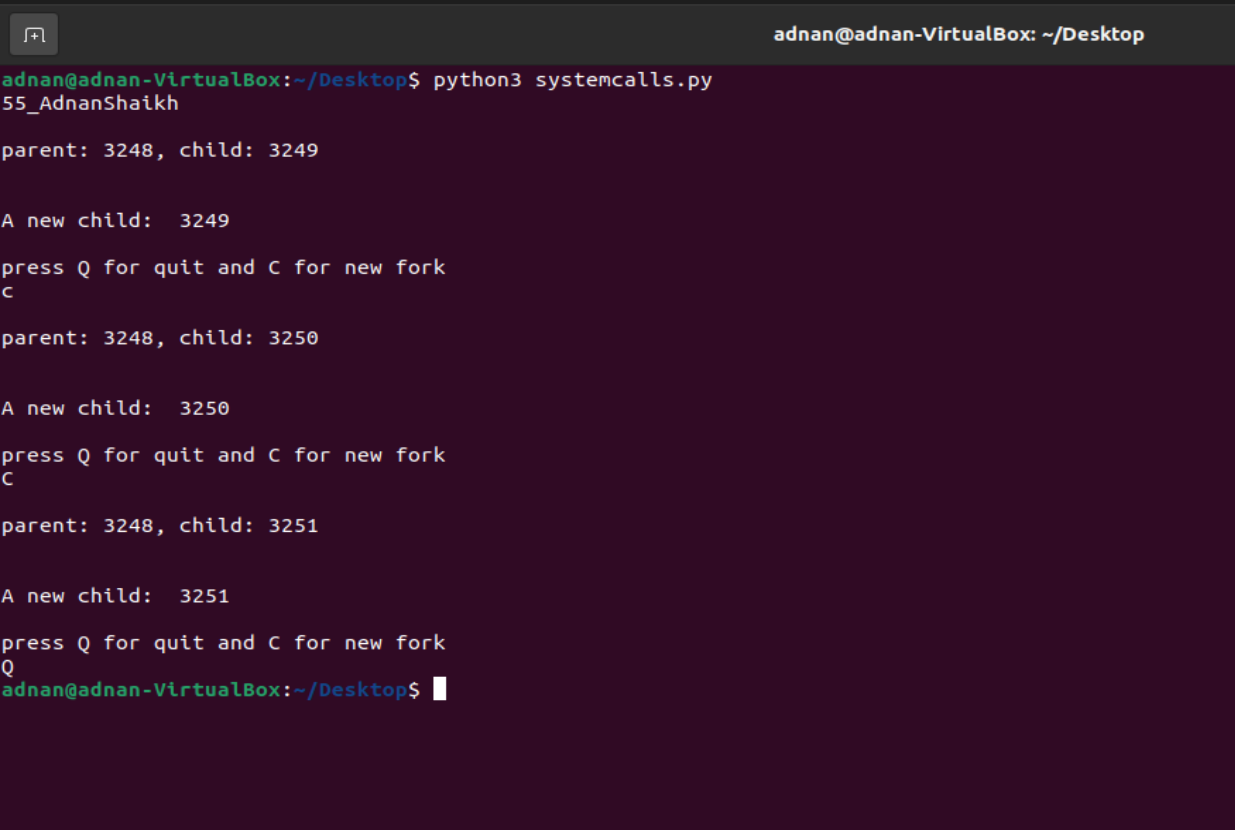 adnan@adnan-VirtualBox: ~/Desktop
adnan@adnan-VirtualBox:~/Desktop$ python3 systemcalls.py
55_AdnanShaikh
parent: 3248, child: 3249
A new child:  3249
press Q for quit and C for new fork
c
parent: 3248, child: 3250
A new child:  3250
press Q for quit and C for new fork
C
parent: 3248, child: 3251
A new child:  3251
press Q for quit and C for new fork
Q
adnan@adnan-VirtualBox:~/Desktop$